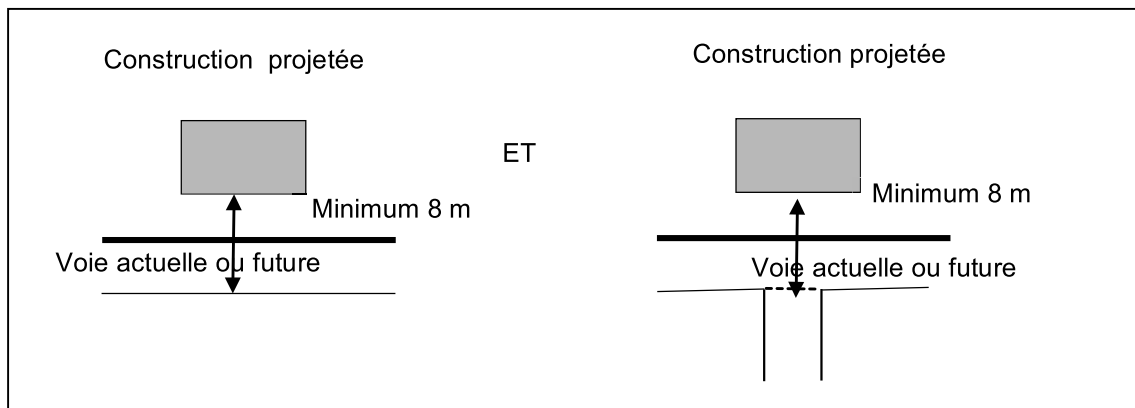 Construction projetée
Construction projetée
ET
Minimum 8 m
Minimum 8 m
Voie actuelle ou future
Voie actuelle ou future